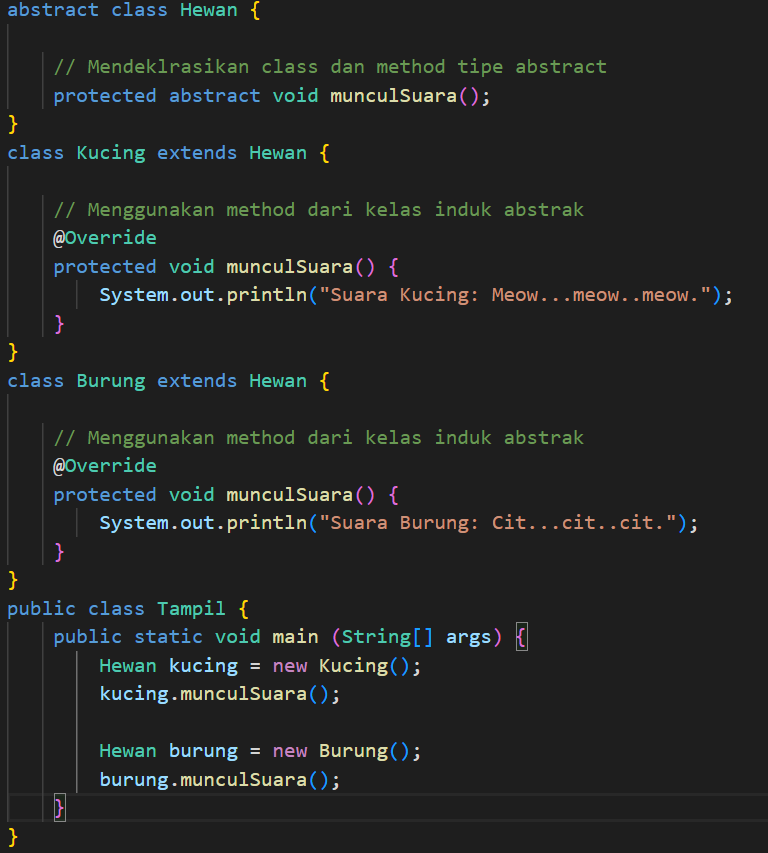 abstract class Hewan {
// Mendeklrasikan class dan method tipe abstract
protected abstract void munculSuara();
}
class Kucing extends Hewan {
// Menggunakan method dari kelas induk abstrak
@Override
protected void munculSuara() {
System.out.println("Suara Kucing: Meow...meow..meow.");
}
}
class Burung extends Hewan {
// Menggunakan method dari kelas induk abstrak
@Override
protected void munculSuara() {
System.out.println("Suara Burung: Cit...cit..cit.");
}
}
public class Tampil {
public static void main (String[] args) {
Hewan kucing = new Kucing();
kucing.munculSuara();
Hewan burung = new Burung();
burung.munculSuara();
}
}